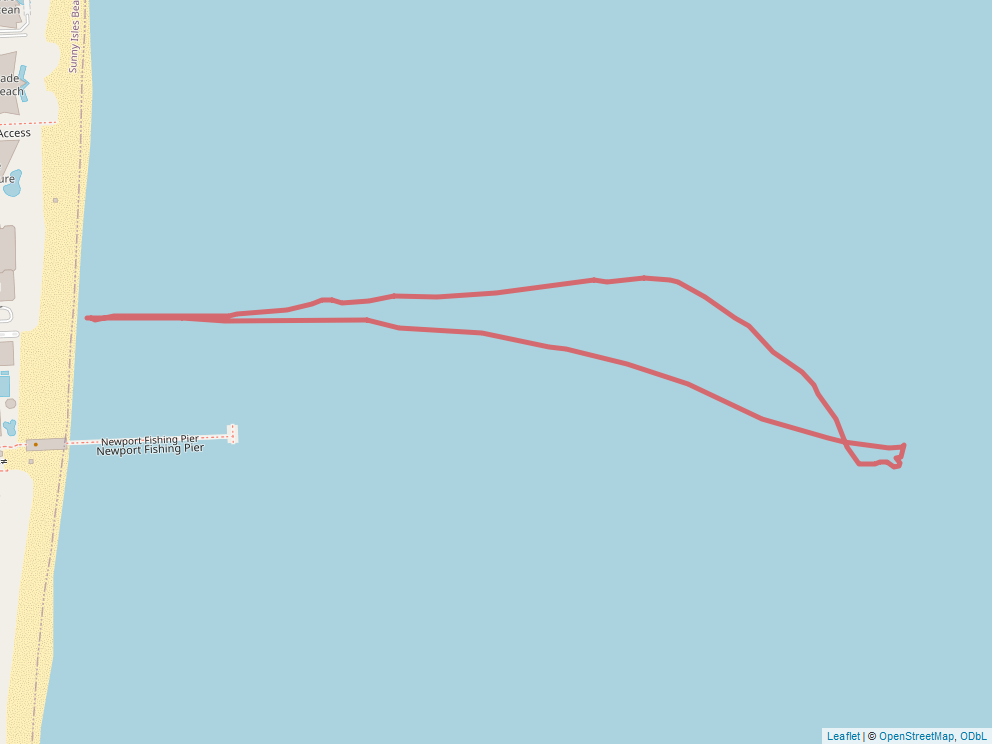 ean
Sunny Isles Bea
ade
each
Access
ure
Newport Fishing Pier
Newport Fishing Pier
≠
Leaflet | © OpenStreetMap, ODbL